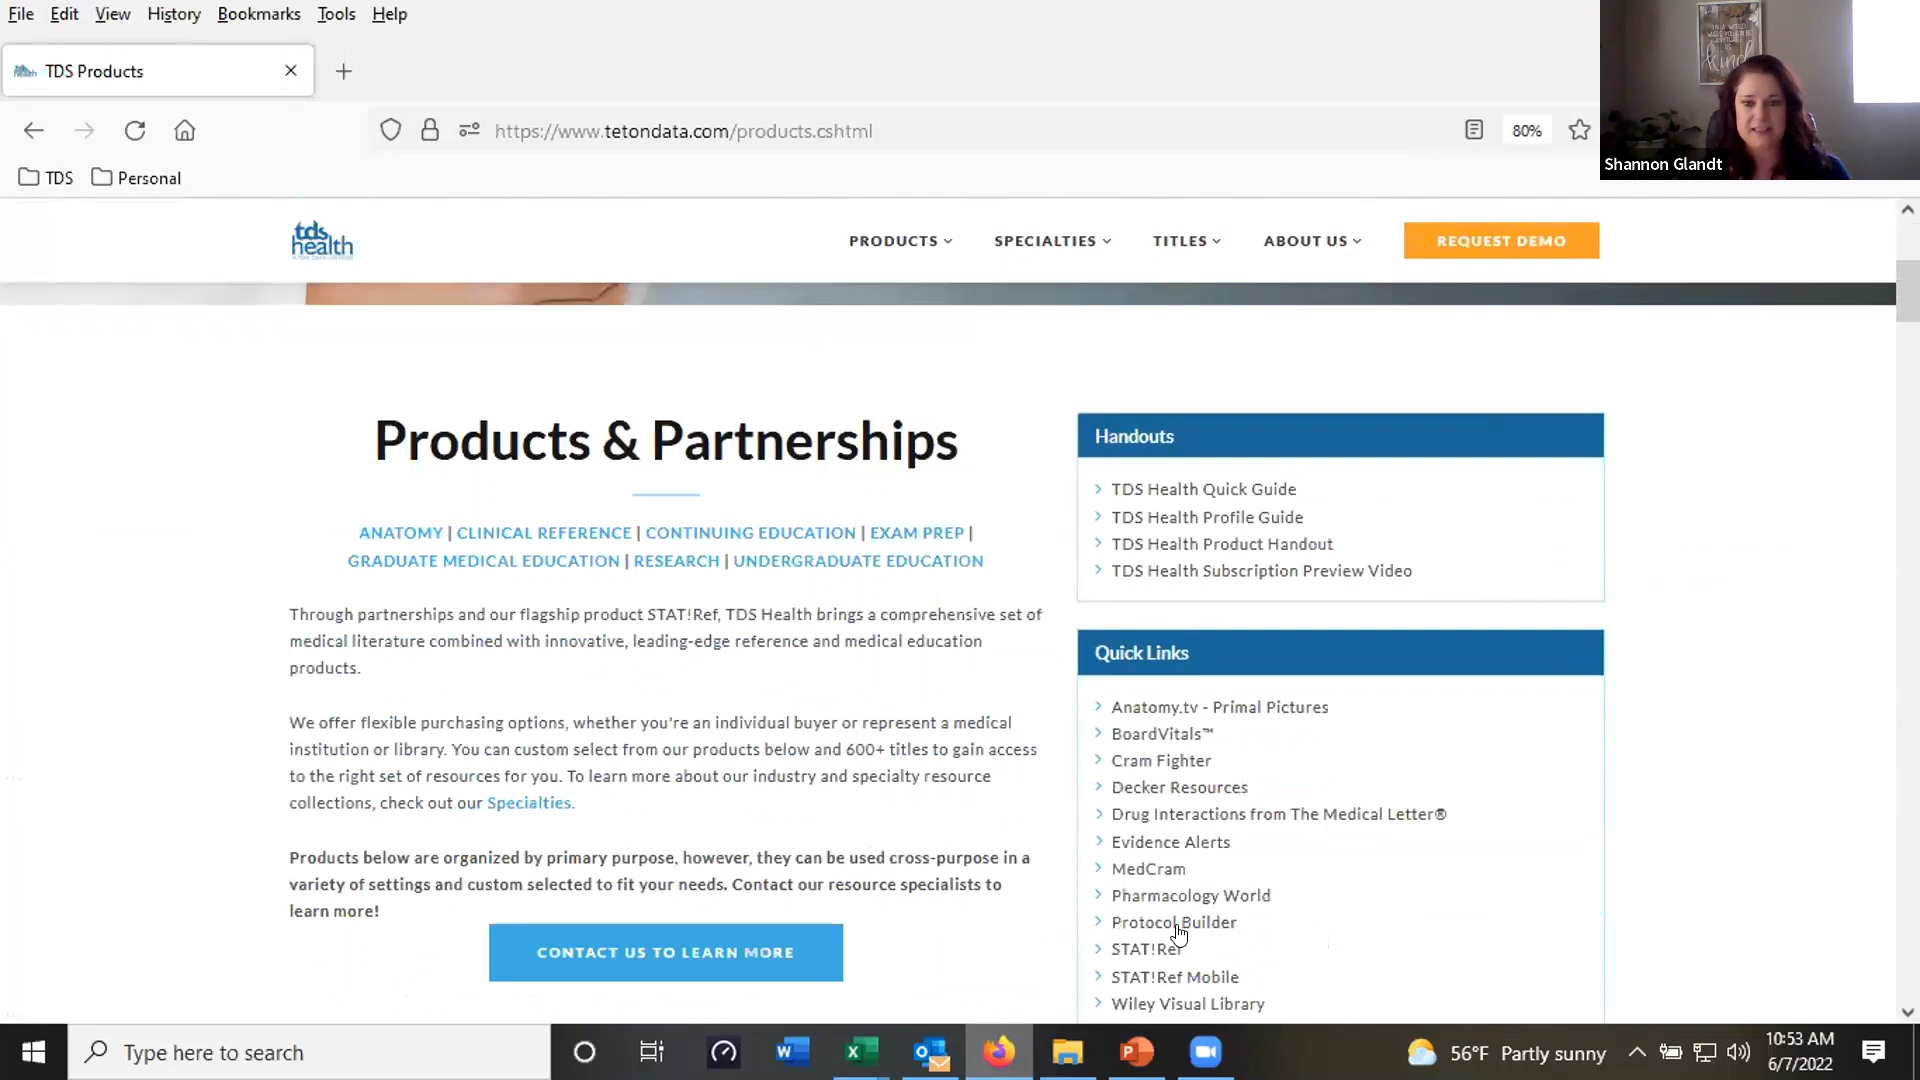 File Edit View History Bookmarks Tools Help
TDS Products
https://www.tetondata.com/products.cshtml
80%
TDS Personal
kind
Shannon Glandt
tds
health
PRODUCTS
SPECIALTIES
TITLES
ABOUT US
REQUEST DEMO
Products & Partnerships
ANATOMY | CLINICAL REFERENCE | CONTINUING EDUCATION | EXAM PREP |
GRADUATE MEDICAL EDUCATION | RESEARCH | UNDERGRADUATE EDUCATION
Through partnerships and our flagship product STAT!Ref, TDS Health brings a comprehensive set of
medical literature combined with innovative, leading-edge reference and medical education
products.
We offer flexible purchasing options, whether you're an individual buyer or represent a medical
institution or library. You can custom select from our products below and 600+ titles to gain access
to the right set of resources for you. To learn more about our industry and specialty resource
collections, check out our Specialties.
Products below are organized by primary purpose, however, they can be used cross-purpose in a
variety of settings and custom selected to fit your needs. Contact our resource specialists to
learn more!
CONTACT US TO LEARN MORE
Handouts
TDS Health Quick Guide
TDS Health Profile Guide
TDS Health Product Handout
TDS Health Subscription Preview Video
Quick Links
Anatomy.tv - Primal Pictures
BoardVitals™
Cram Fighter
Decker Resources
Drug Interactions from The Medical Letter®
Evidence Alerts
MedCram
Pharmacology World
Protocol Builder
STAT!Ref
STAT!Ref Mobile
Wiley Visual Library
Type here to search
56°F Partly sunny
10:53 AM
6/7/2022